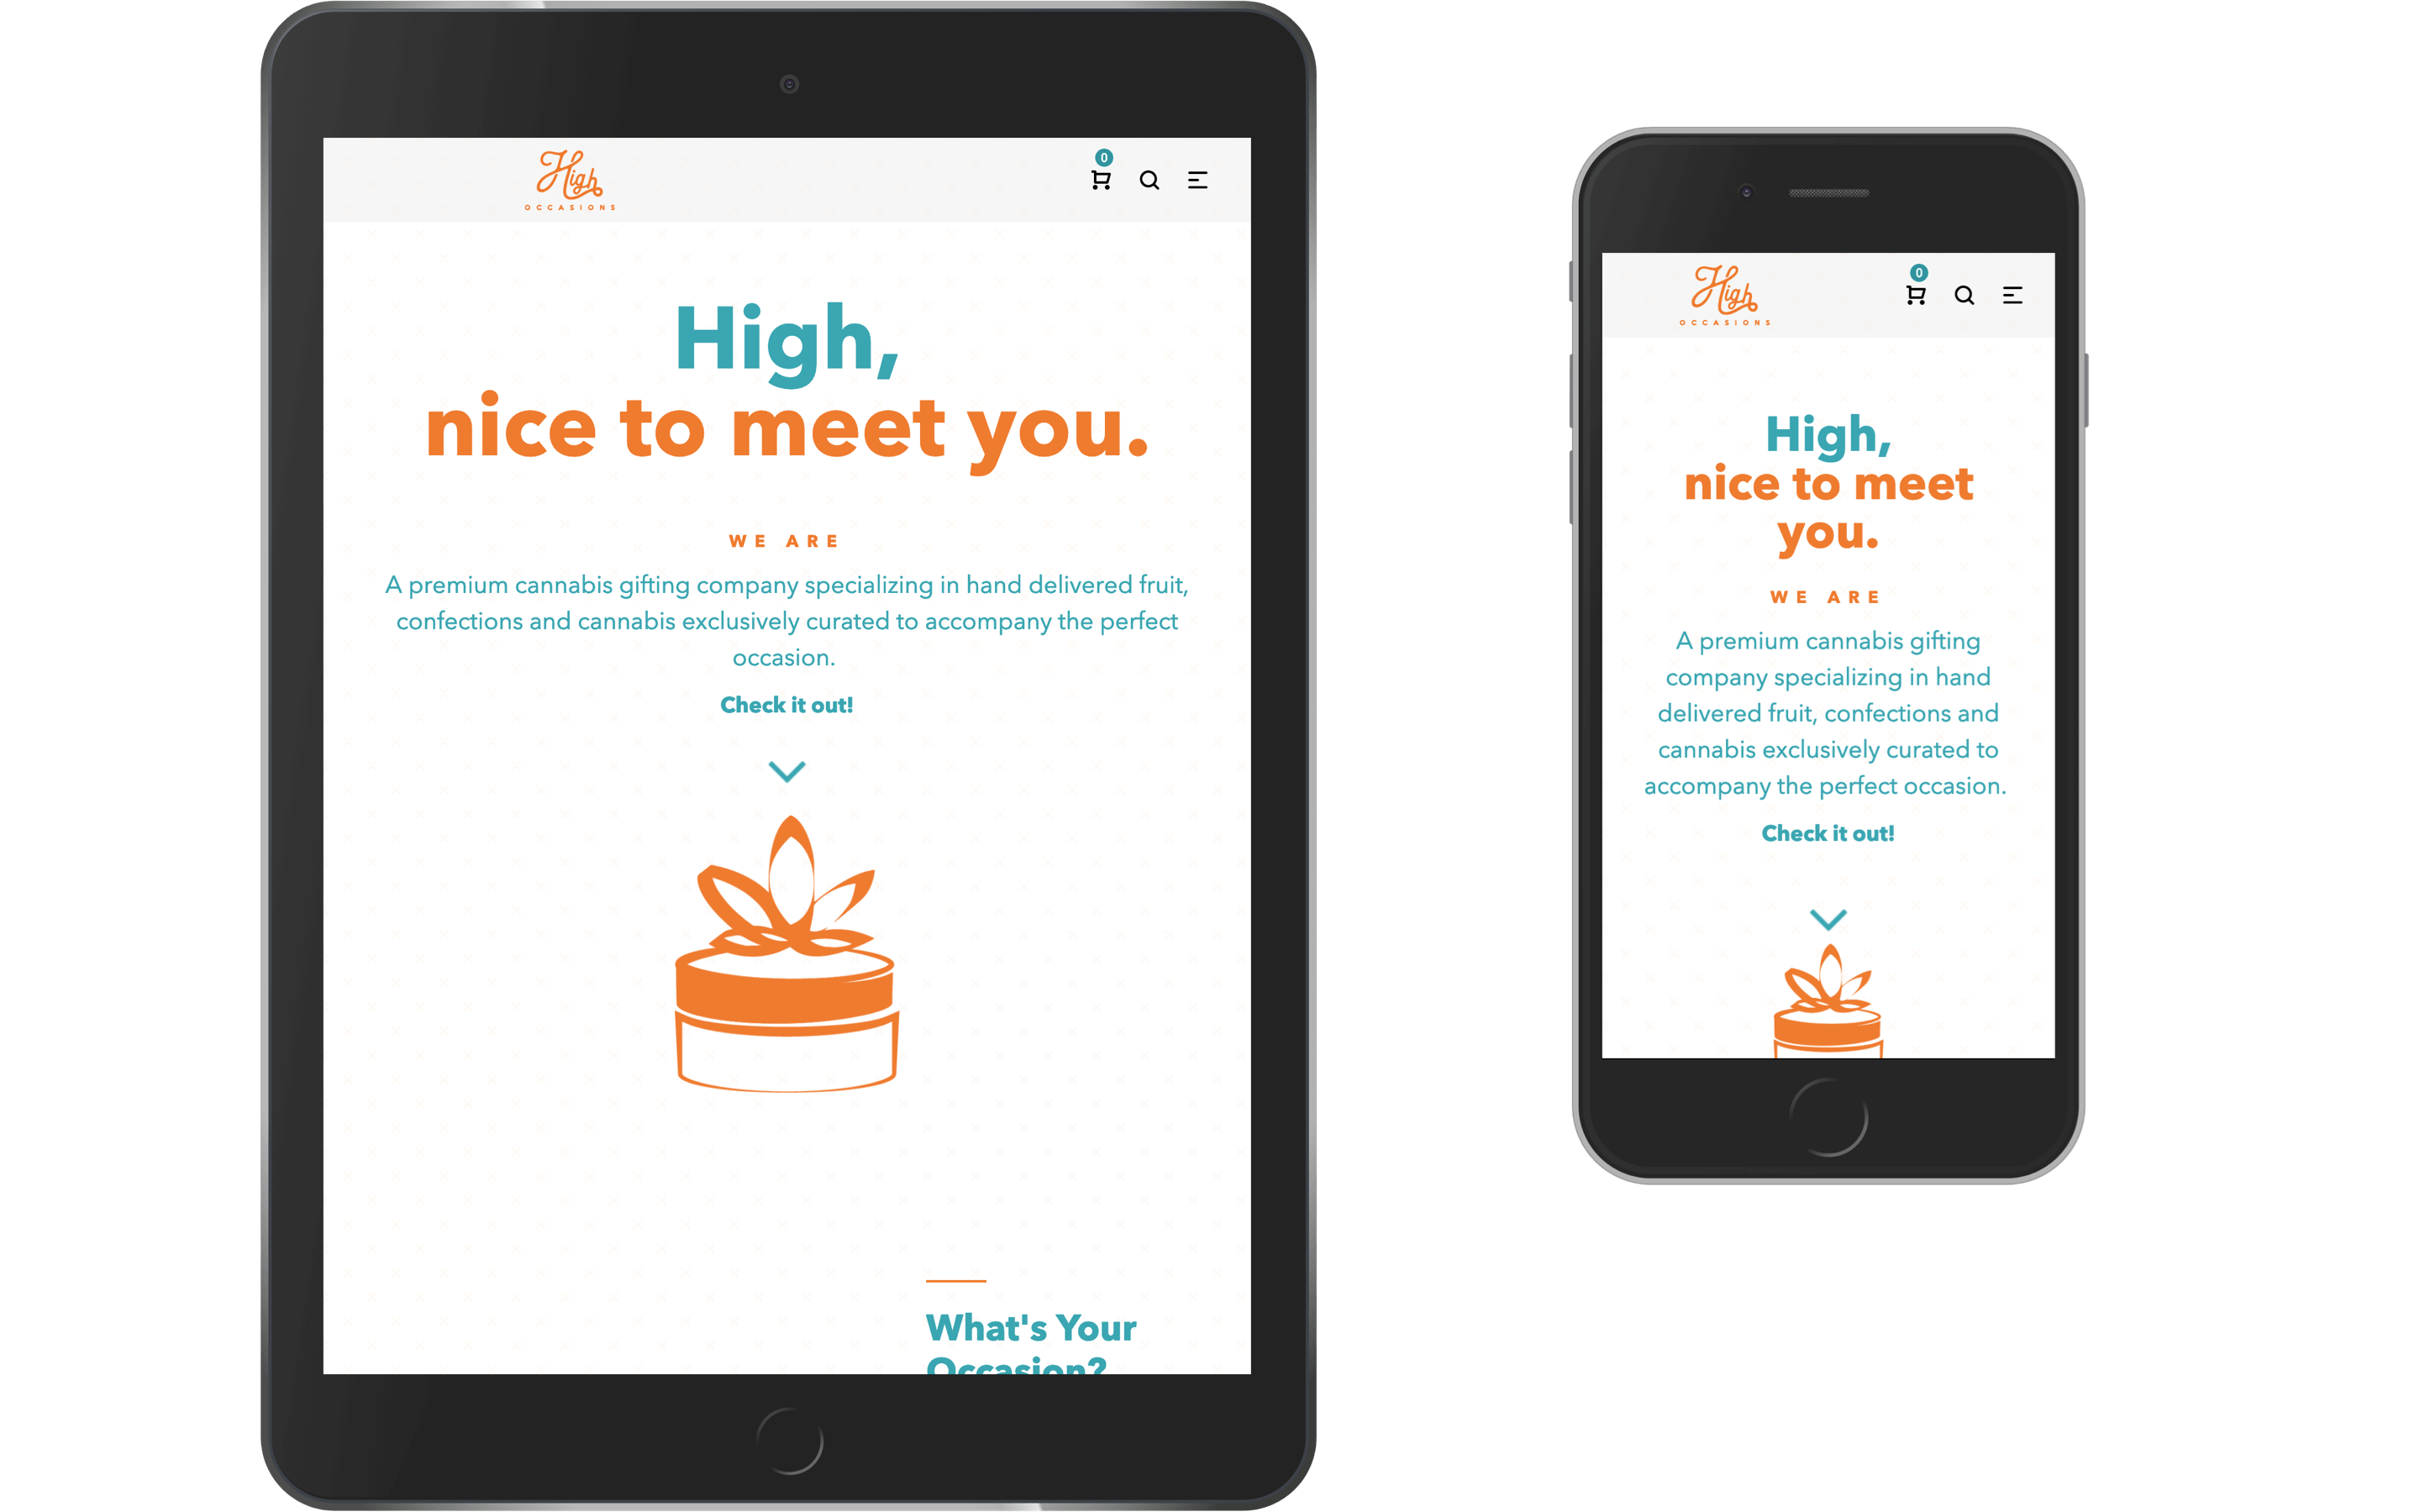 High
OCCASIONS
0
High,
nice to meet you.
WE ARE
A premium cannabis gifting company specializing in hand delivered fruit,
confections and cannabis exclusively curated to accompany the perfect
occasion.
Check it out!
What's Your
Occasion?
High
OCCASIONS
0
High,
nice to meet
you.
WE ARE
A premium cannabis gifting
company specializing in hand
delivered fruit, confections and
cannabis exclusively curated to
accompany the perfect occasion.
Check it out!